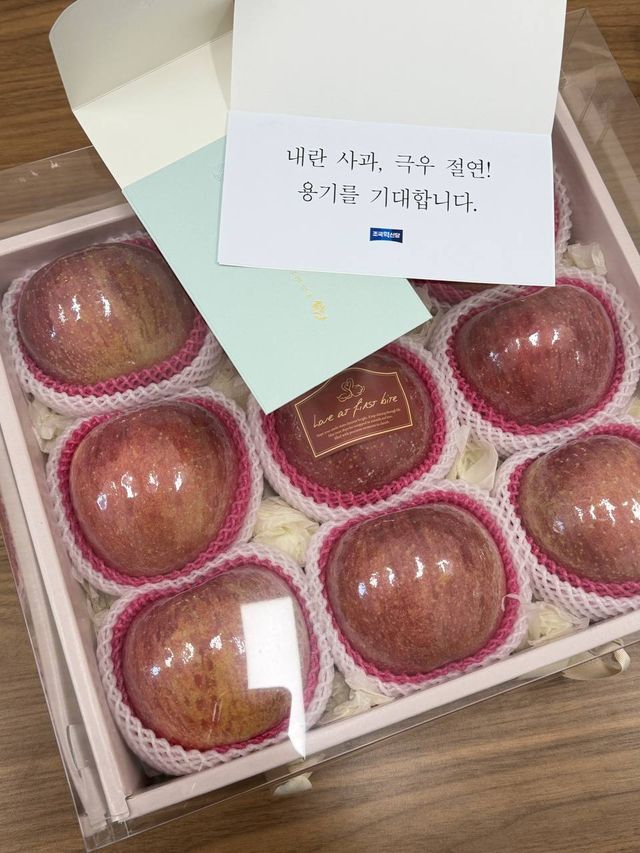 내란 사과, 극우 절연!
용기를 기대합니다.
조국혁신당
Love at first bite